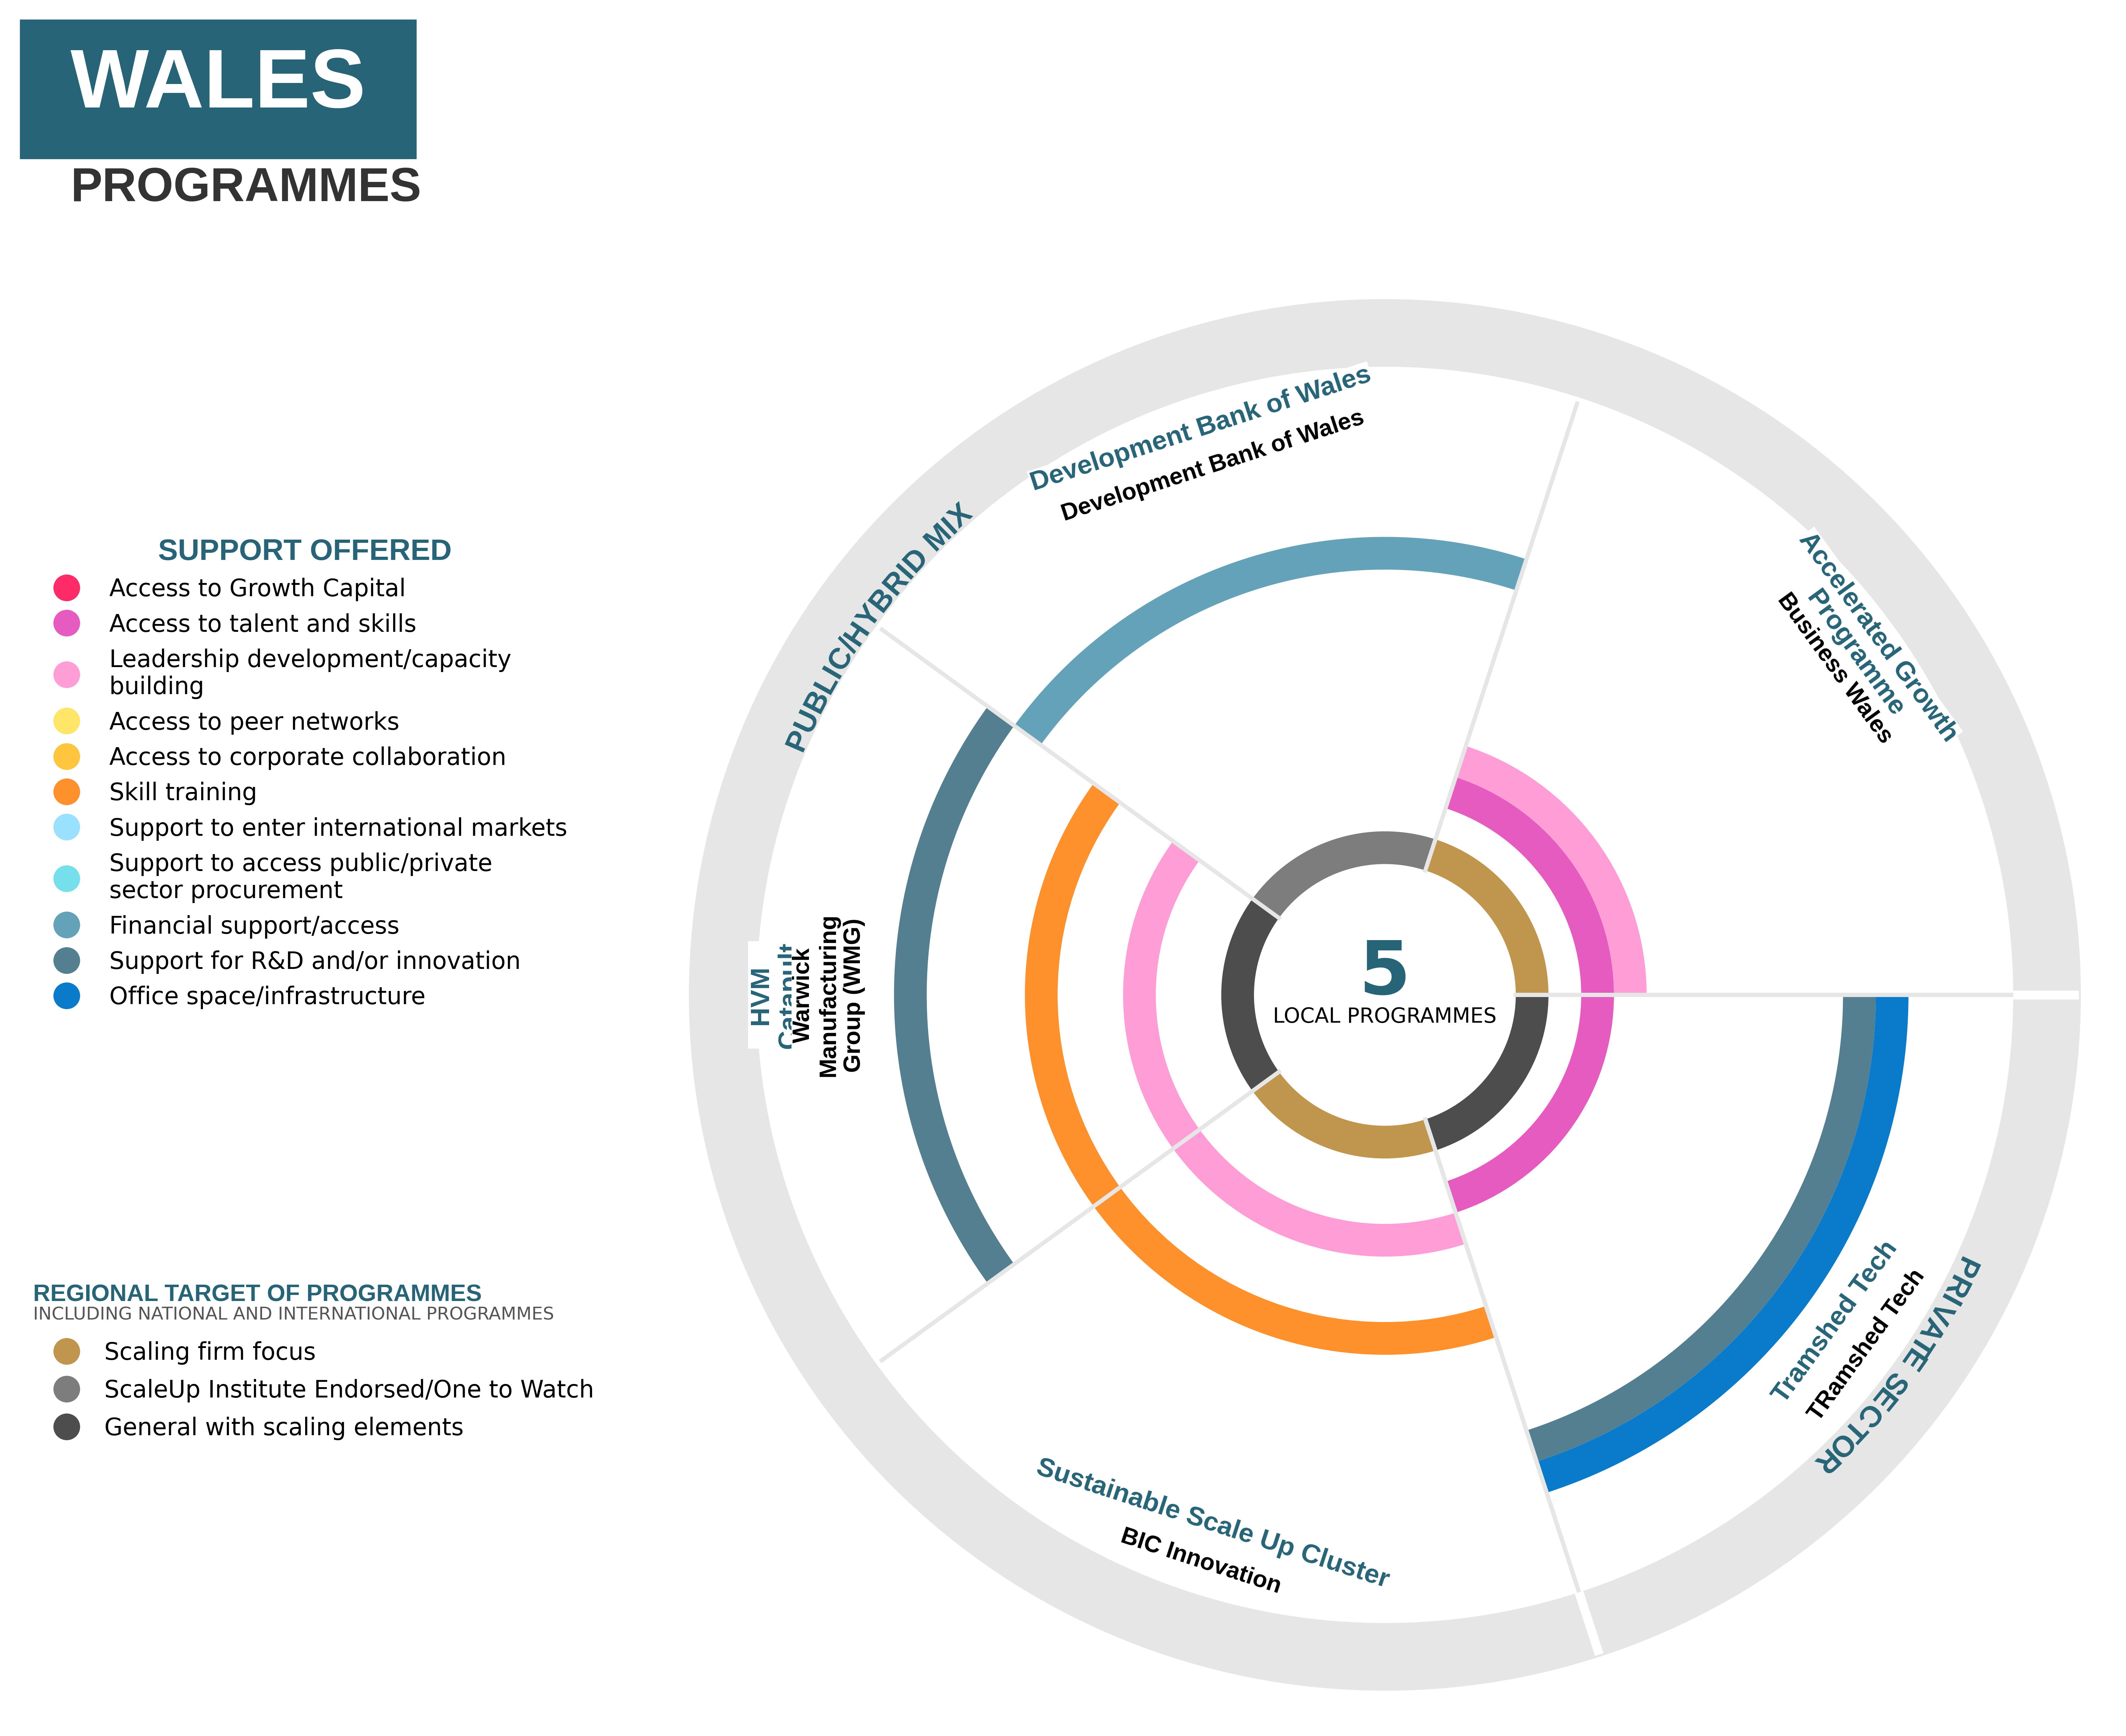 WALES
PROGRAMMES
SUPPORT OFFERED
Access to Growth Capital
Access to talent and skills
Leadership development/capacity
building
Access to peer networks
Access to corporate collaboration
Skill training
Support to enter international markets
Support to access public/private
sector procurement
Financial support/access
Support for R&D and/or innovation
Office space/infrastructure
REGIONAL TARGET OF PROGRAMMES
INCLUDING NATIONAL AND INTERNATIONAL PROGRAMMES
Scaling firm focus
ScaleUp Institute Endorsed/One to Watch
General with scaling elements
PUBLIC/HYBRID MIX
Development Bank of Wales
Development Bank of Wales
Accelerated Growth
Programme
Business Wales
HVM
Catapult
Warwick
Manufacturing
Group (WMG)
5
LOCAL PROGRAMMES
Tramshed Tech
TRamshed Tech
PRIVATE SECTOR
Sustainable Scale Up Cluster
BIC Innovation